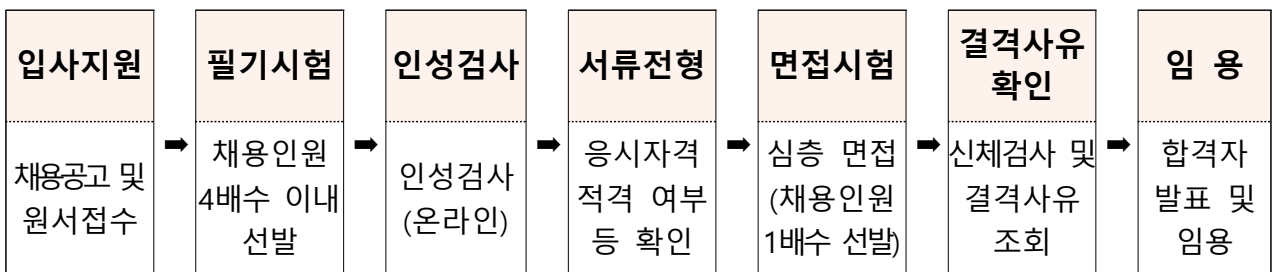 입사지원
채용공고 및
원서접수
➡
필기시험
채용인원
4배수 이내
선발
➡
인성검사
인성검사
(온라인)
➡
서류전형
응시자격
적격 여부
등 확인
➡
면접시험
심층 면접
(채용인원
1배수 선발)
➡
결격사유
확인
신체검사 및
결격사유
조회
➡
임 용
합격자
발표 및
임용